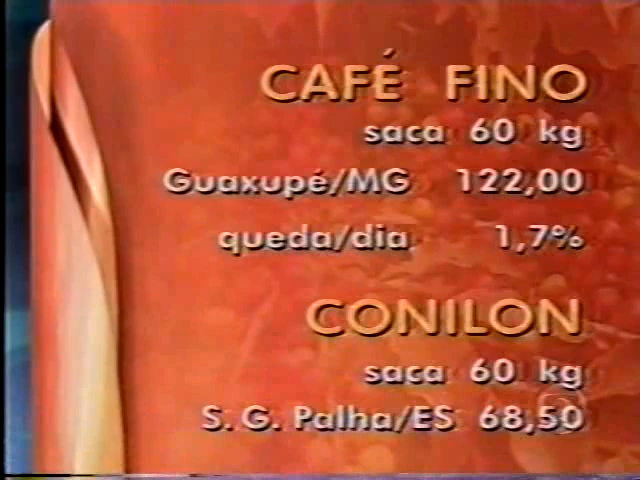 CAFÉ FINO
saca 60 kg
Guaxupé/MG 122,00
queda/dia 1,7%
CONILON
saca 60 kg
S. G. Palha/ES 68,50